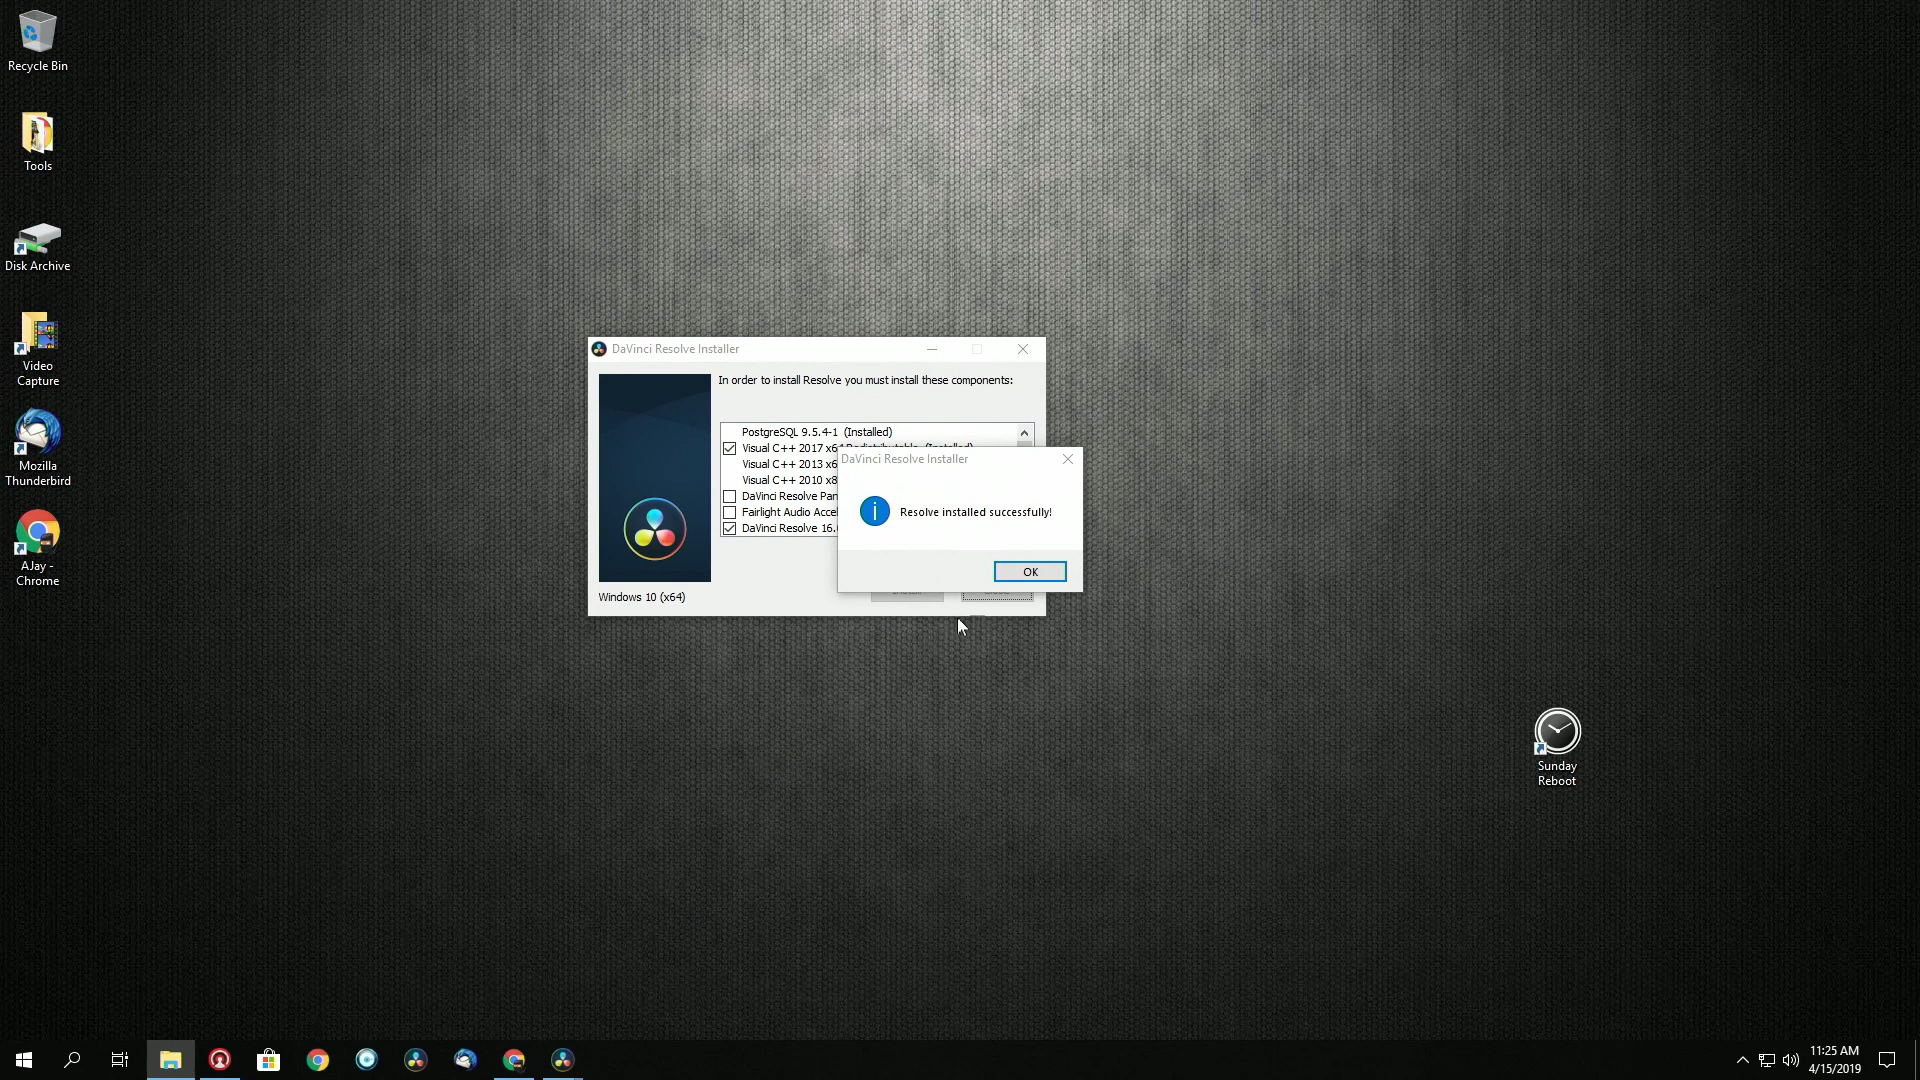 Recycle Bin
Tools
Disk Archive
Video
Capture
Mozilla
Thunderbird
AJay -
Chrome
DaVinci Resolve Installer
In order to install Resolve you must install these components:
PostgreSQL 9.5.4-1 (Installed)
Visual C++ 2017 x64 Redistributable (Installed)
Visual C++ 2013 x6
Visual C++ 2010 x8
DaVinci Resolve Pan
Fairlight Audio Accel
DaVinci Resolve 16.
Windows 10 (x64)
DaVinci Resolve Installer
Resolve installed successfully!
OK
Sunday
Reboot
11:25 AM
4/15/2019